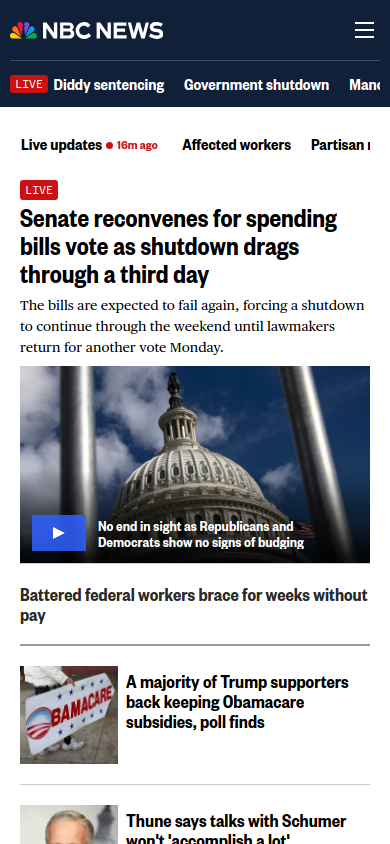 NBC NEWS
LIVE Diddy sentencing Government shutdown
Live updates 16m ago Affected workers Partisan
LIVE
Senate reconvenes for spending
bills vote as shutdown drags
through a third day
The bills are expected to fail again, forcing a shutdown
to continue through the weekend until lawmakers
return for another vote Monday.
No end in sight as Republicans and
Democrats show no signs of budging
Battered federal workers brace for weeks without
pay
OBAMACARE
A majority of Trump supporters
back keeping Obamacare
subsidies, poll finds
Thune says talks with Schumer
won't 'accomplish a lot'